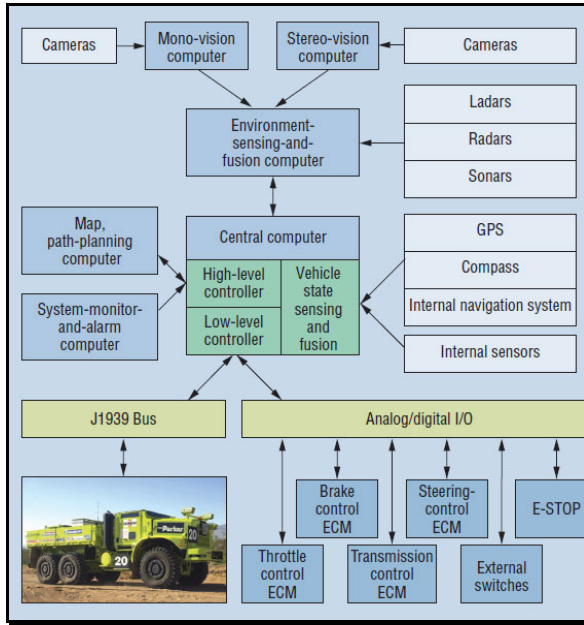 Cameras
Mono-vision
computer
Stereo-vision
computer
Cameras
Environment-
sensing-and-
fusion computer
Ladars
Radars
Sonars
Map,
path-planning
computer
System-monitor-
and-alarm
computer
Central computer
High-level
controller
Low-level
controller
Vehicle
state
sensing
and
fusion
GPS
Compass
Internal navigation system
Internal sensors
J1939 Bus
Analog/digital I/O
Parker
20
20
Brake
control
ECM
Steering-
control
ECM
E-STOP
Throttle
control
ECM
Transmission
control
ECM
External
switches